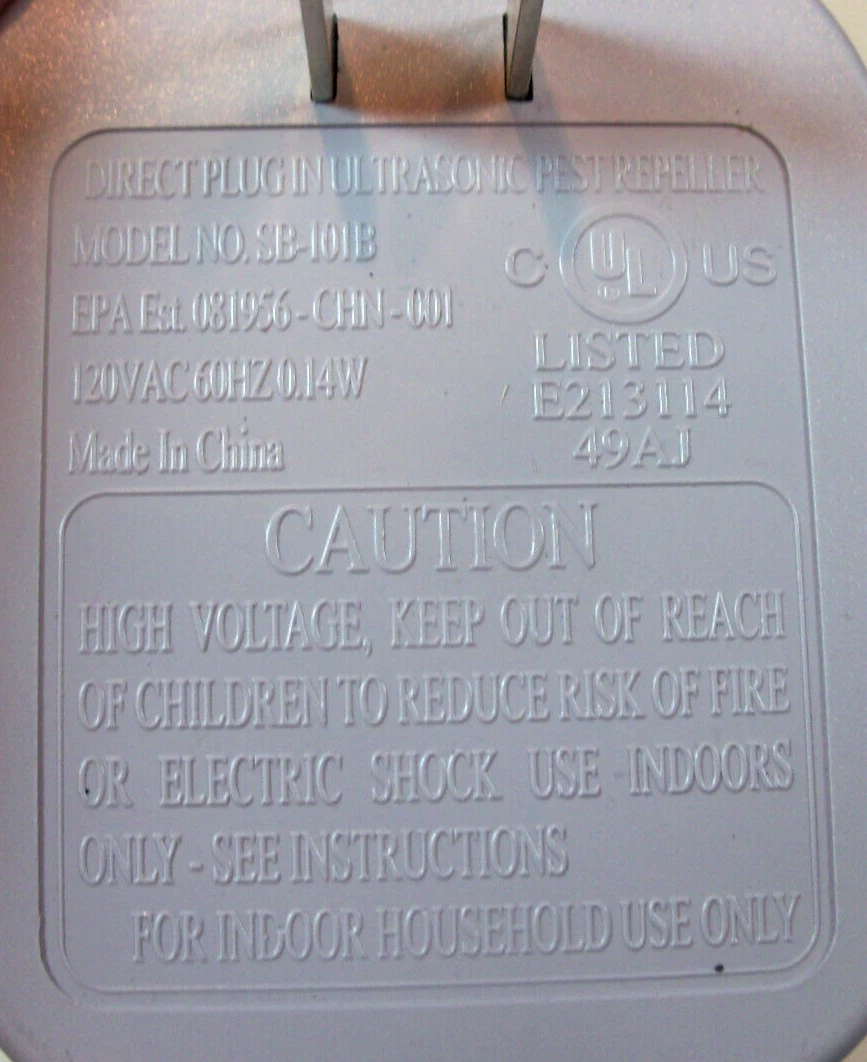 DIRECT PLUG IN ULTRASONIC PEST REPELLER
MODEL NO. SB-101B
EPA Est. 081956-CHN-001
120VAC 60HZ 0.14W
Made In China
C UL US
LISTED
E213114
49AJ
CAUTION
HIGH VOLTAGE, KEEP OUT OF REACH
OF CHILDREN TO REDUCE RISK OF FIRE
OR ELECTRIC SHOCK USE INDOORS
ONLY - SEE INSTRUCTIONS
FOR INDOOR HOUSEHOLD USE ONLY